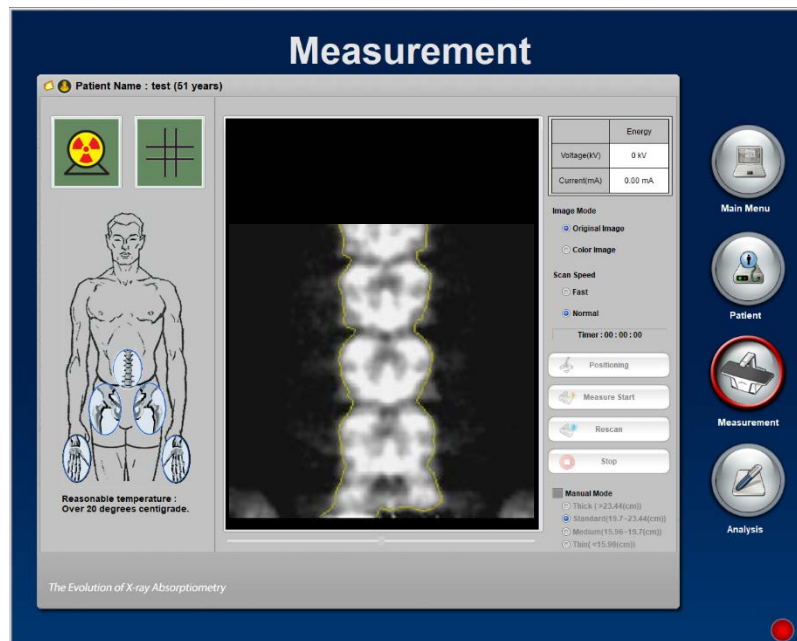 Measurement
Patient Name : test (51 years)
Energy
Voltage(kV) 0 kV
Current(mA) 0.00 mA
Image Mode
Original Image
Color Image
Scan Speed
Fast
Normal
Timer : 00 : 00 : 00
Positioning
Measure Start
Rescan
Stop
Manual Mode
Thick ( >23.44(cm))
Standard(19.7~23.44(cm))
Medium(15.96~19.7(cm))
Thin( <15.96(cm))
Reasonable temperature :
Over 20 degrees centigrade.
The Evolution of X-ray Absorptiometry
Main Menu
Patient
Measurement
Analysis